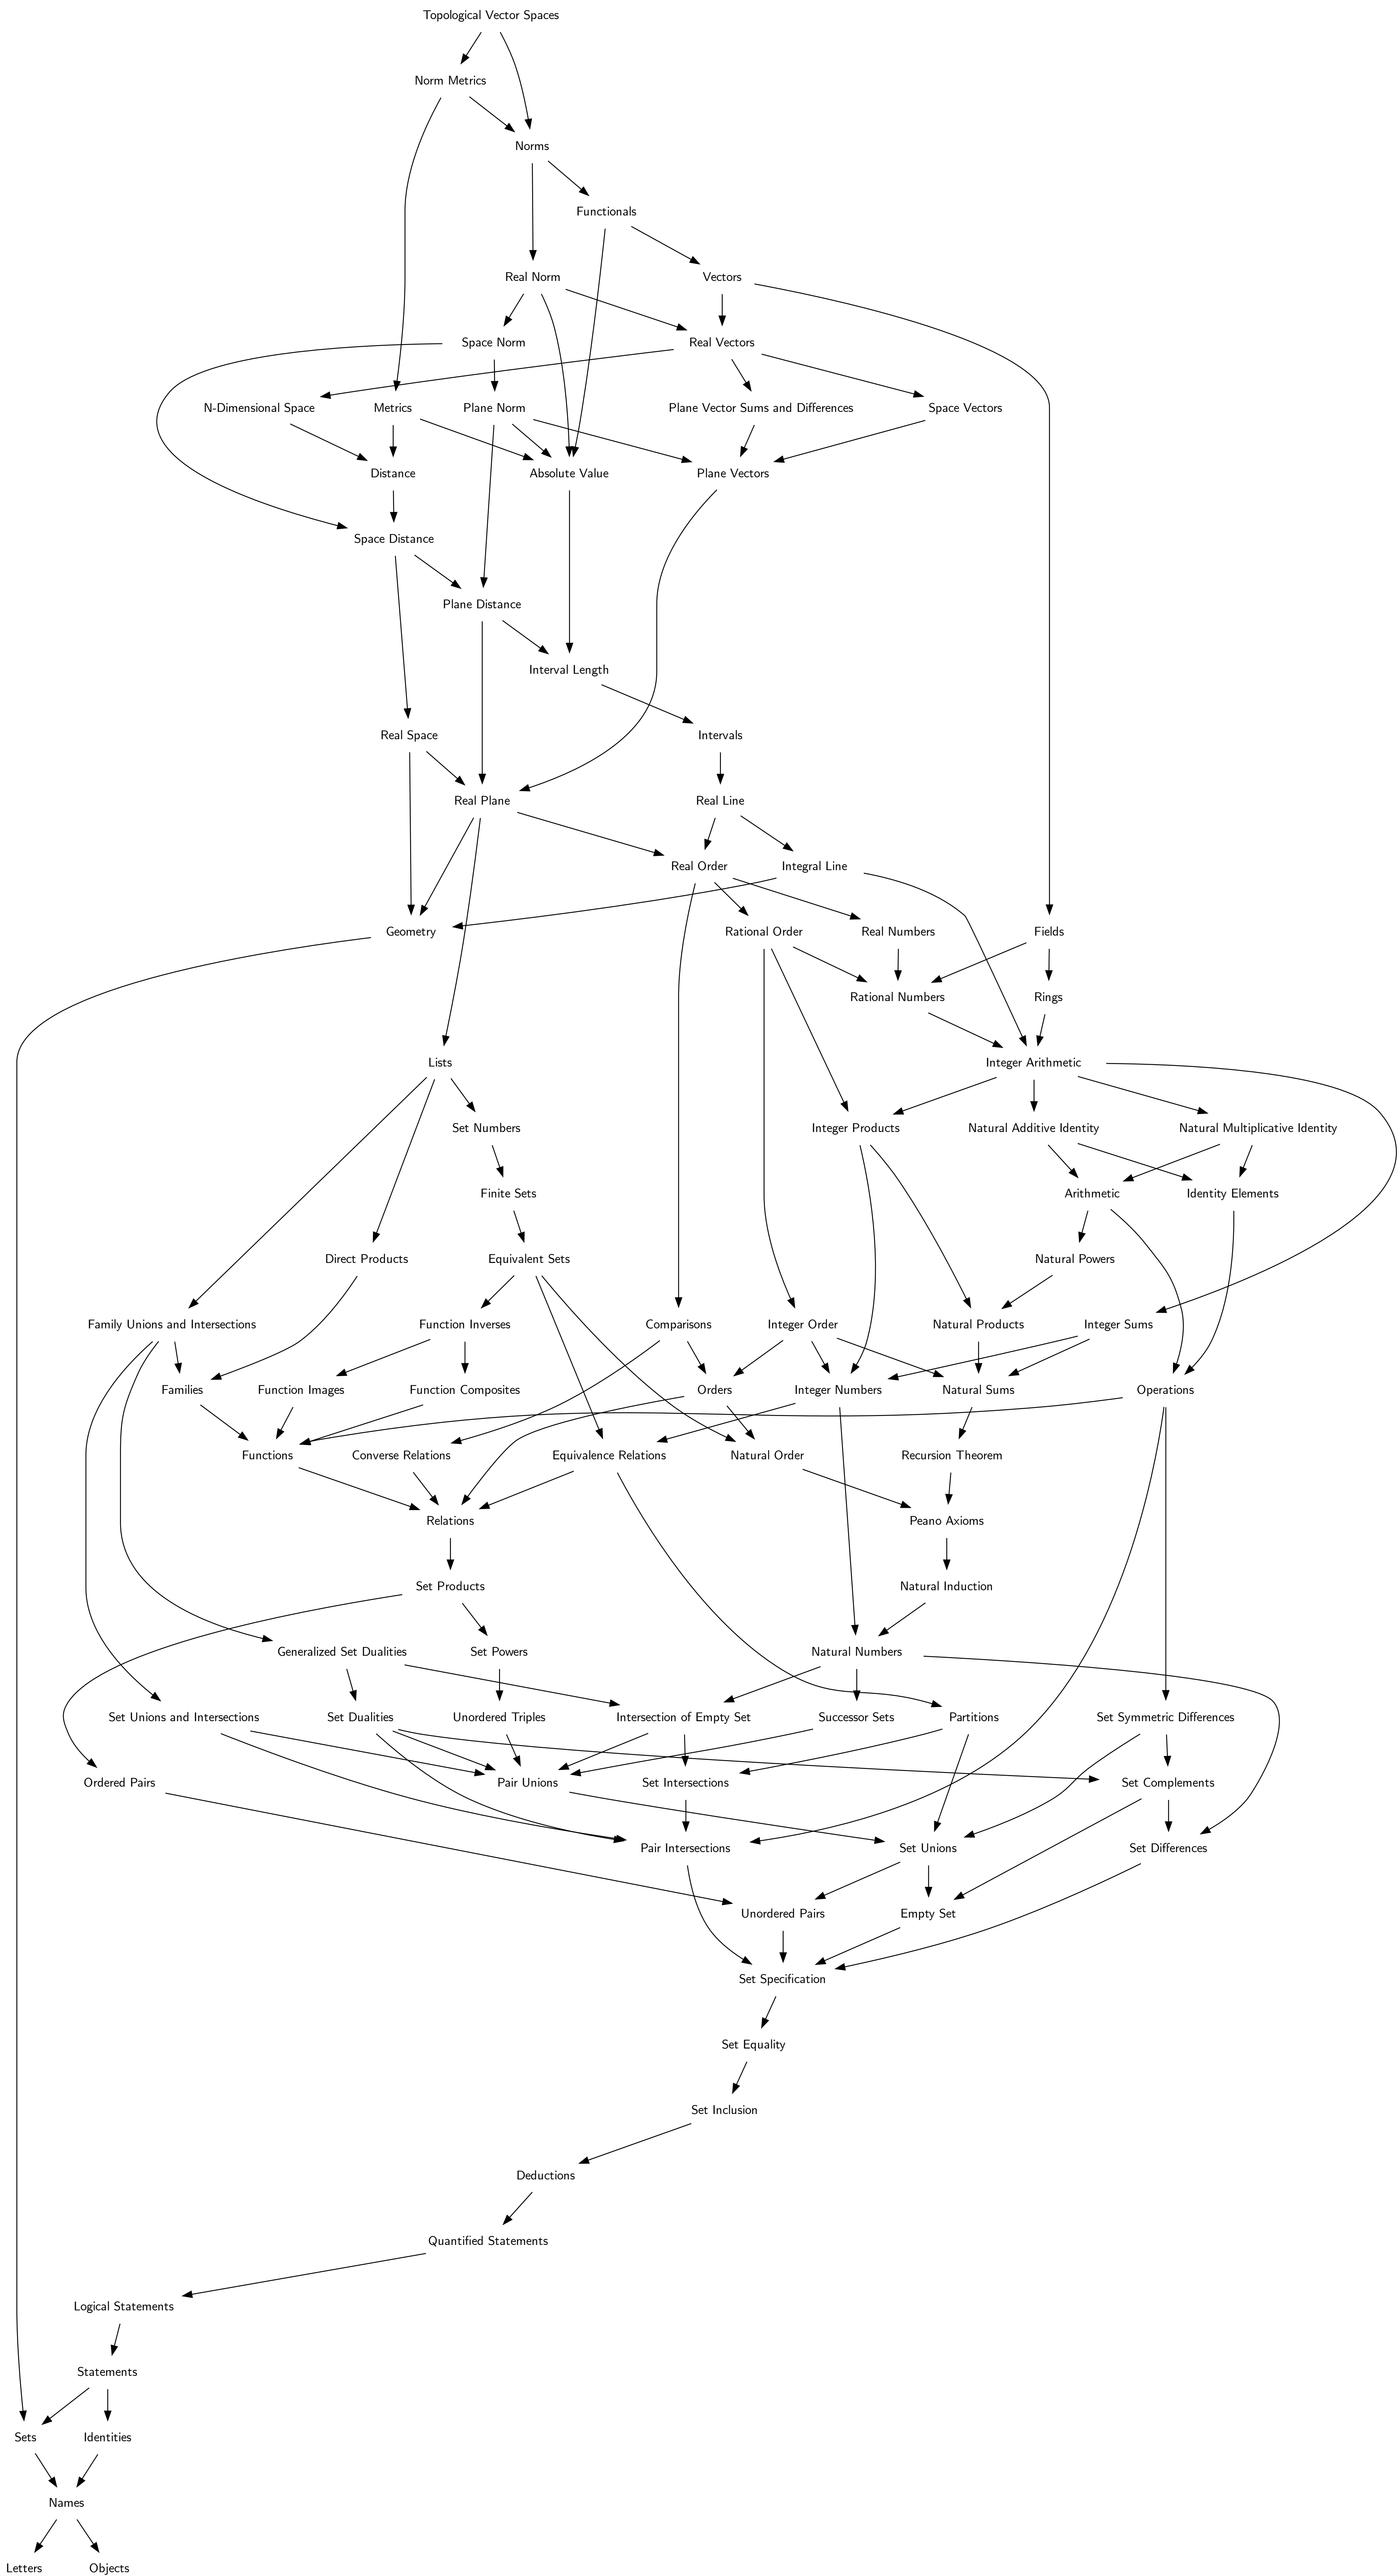 Topological Vector Spaces
Norm Metrics
Norms
Functionals
Real Norm
Vectors
Space Norm
Real Vectors
N-Dimensional Space
Metrics
Plane Norm
Plane Vector Sums and Differences
Space Vectors
Distance
Absolute Value
Plane Vectors
Space Distance
Plane Distance
Interval Length
Real Space
Intervals
Real Plane
Real Line
Real Order
Integral Line
Geometry
Rational Order
Real Numbers
Fields
Rational Numbers
Rings
Lists
Integer Arithmetic
Set Numbers
Integer Products
Natural Additive Identity
Natural Multiplicative Identity
Finite Sets
Arithmetic
Identity Elements
Direct Products
Equivalent Sets
Natural Powers
Family Unions and Intersections
Function Inverses
Comparisons
Integer Order
Natural Products
Integer Sums
Families
Function Images
Function Composites
Orders
Integer Numbers
Natural Sums
Operations
Functions
Converse Relations
Equivalence Relations
Natural Order
Recursion Theorem
Relations
Peano Axioms
Set Products
Natural Induction
Generalized Set Dualities
Set Powers
Natural Numbers
Set Unions and Intersections
Set Dualities
Unordered Triples
Intersection of Empty Set
Successor Sets
Partitions
Set Symmetric Differences
Ordered Pairs
Pair Unions
Set Intersections
Set Complements
Pair Intersections
Set Unions
Set Differences
Unordered Pairs
Empty Set
Set Specification
Set Equality
Set Inclusion
Deductions
Quantified Statements
Logical Statements
Statements
Sets
Identities
Names
Letters
Objects